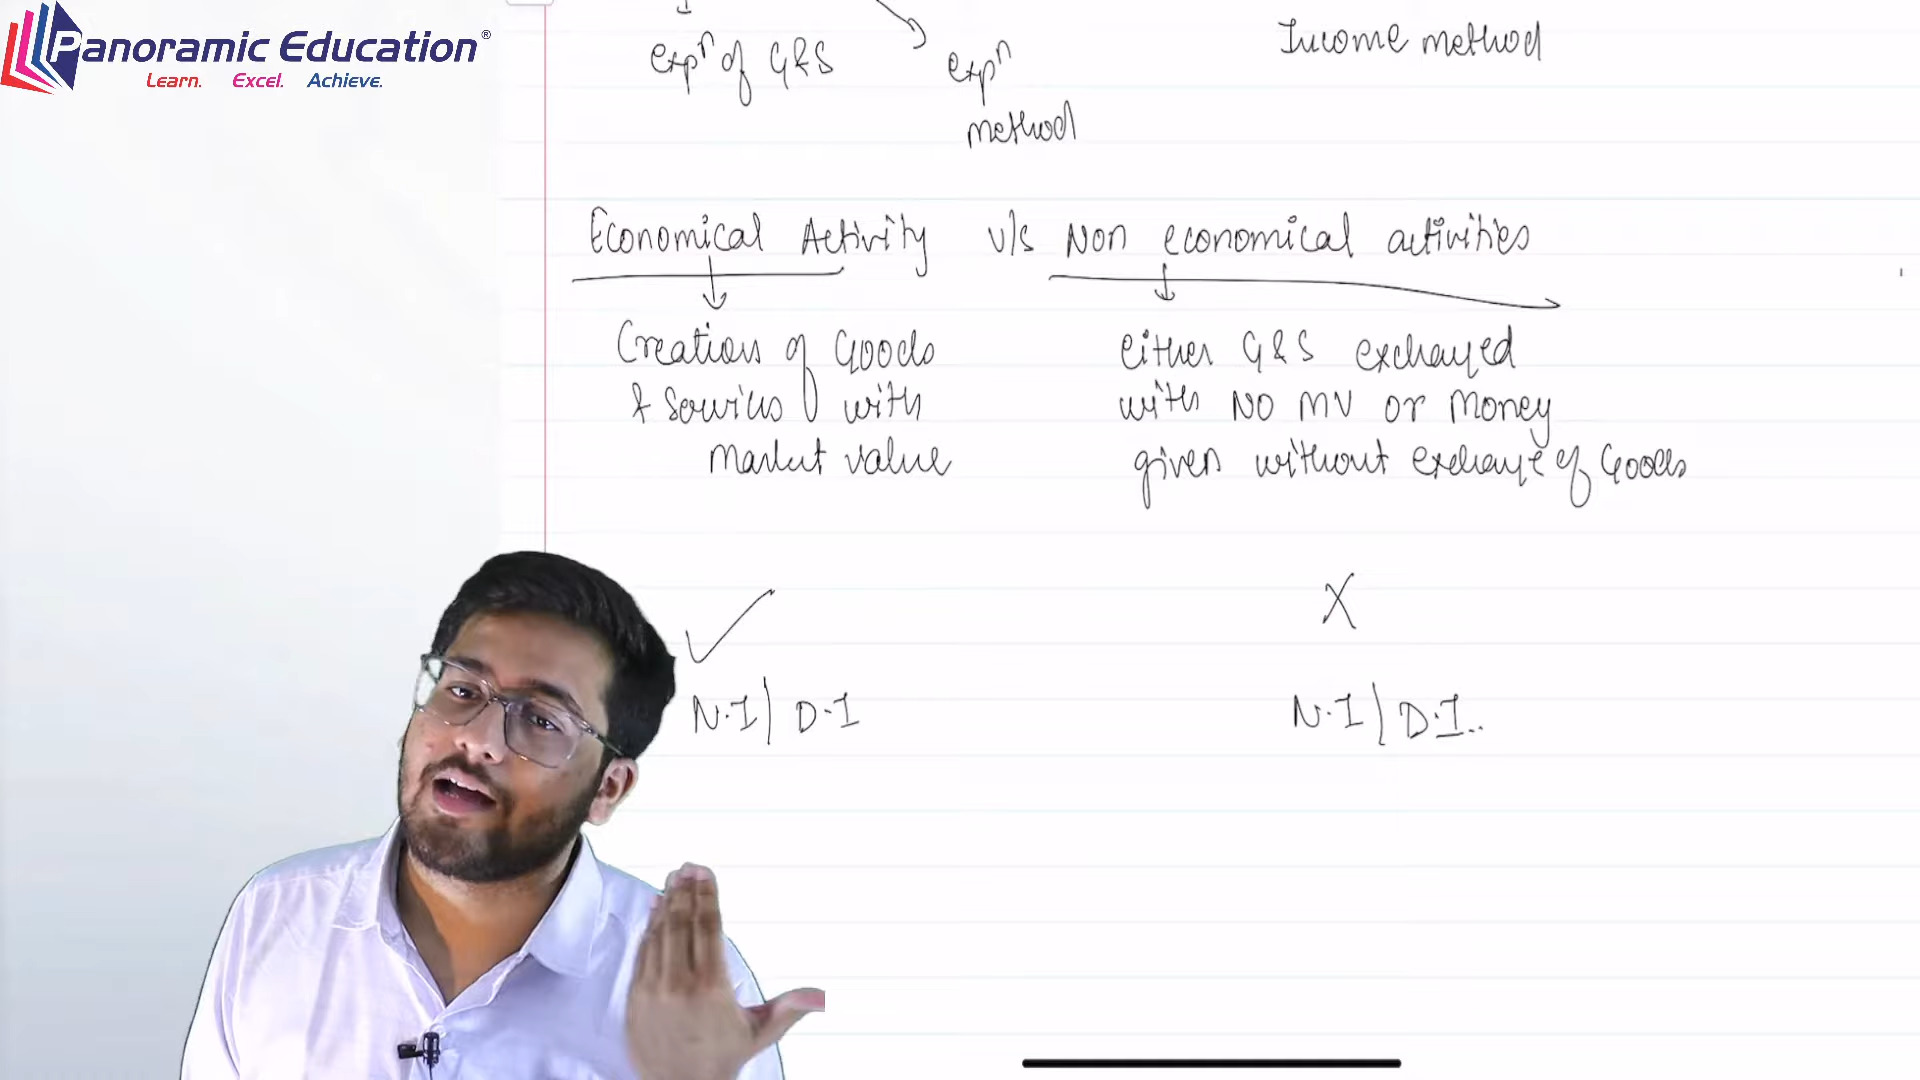 Panoramic Education®
Learn. Excel. Achieve.
Income method
expⁿ of G&S
expⁿ
method
Economical Activity v/s Non economical activities
Creation of Goods
& Services with
market value
either G&S exchanged
with NO MV or Money
given without exchange of Goods
N.I | D.I
N.I | D.I..